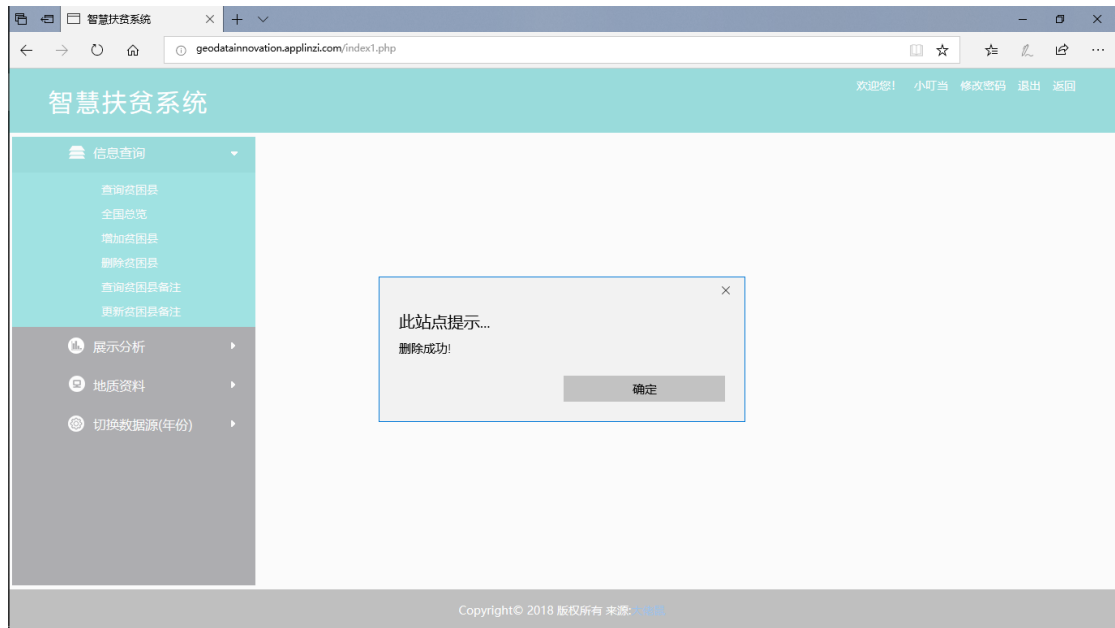 智慧扶贫系统
geodatainnovation.applinzi.com/index1.php
智慧扶贫系统
欢迎您! 小叮当 修改密码 退出 返回
信息查询
查询贫困县
全国总览
增加贫困县
删除贫困县
查询贫困县备注
更新贫困县备注
展示分析
地质资料
切换数据源(年份)
此站点提示...
删除成功!
确定
Copyright© 2018 版权所有 来源: